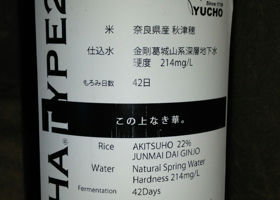 Since 1719
YUCHO
米 奈良県産 秋津穂
仕込水 金剛葛城山系深層地下水
硬度 214mg/L
もろみ日数 42日
HATYPE2
この上なき華。
Rice AKITSUHO 22%
JUNMAI DAI GINJO
Water Natural Spring Water
Hardness 214mg/L
Fermentation 42Days